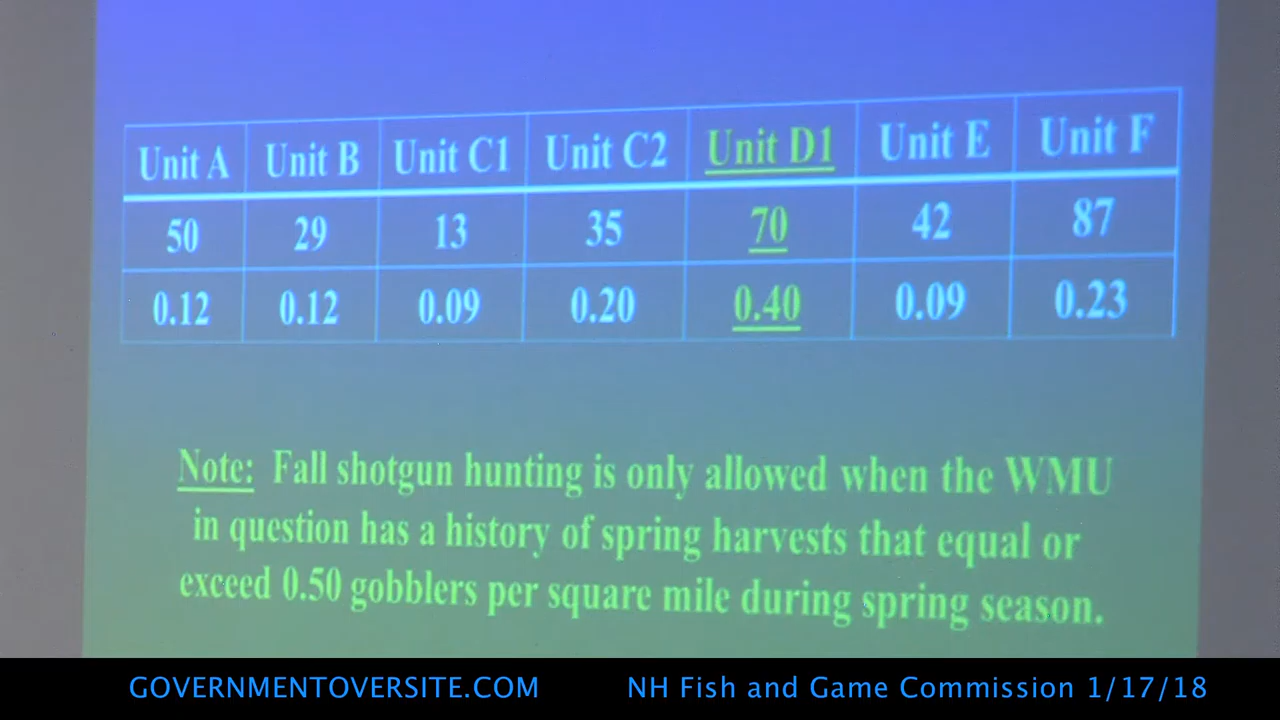 Unit A Unit B Unit C1 Unit C2 Unit D1 Unit E Unit F
50 29 13 35 70 42 87
0.12 0.12 0.09 0.20 0.40 0.09 0.23
Note: Fall shotgun hunting is only allowed when the WMU
in question has a history of spring harvests that equal or
exceed 0.50 gobblers per square mile during spring season.
GOVERNMENTOVERSITE.COM NH Fish and Game Commission 1/17/18